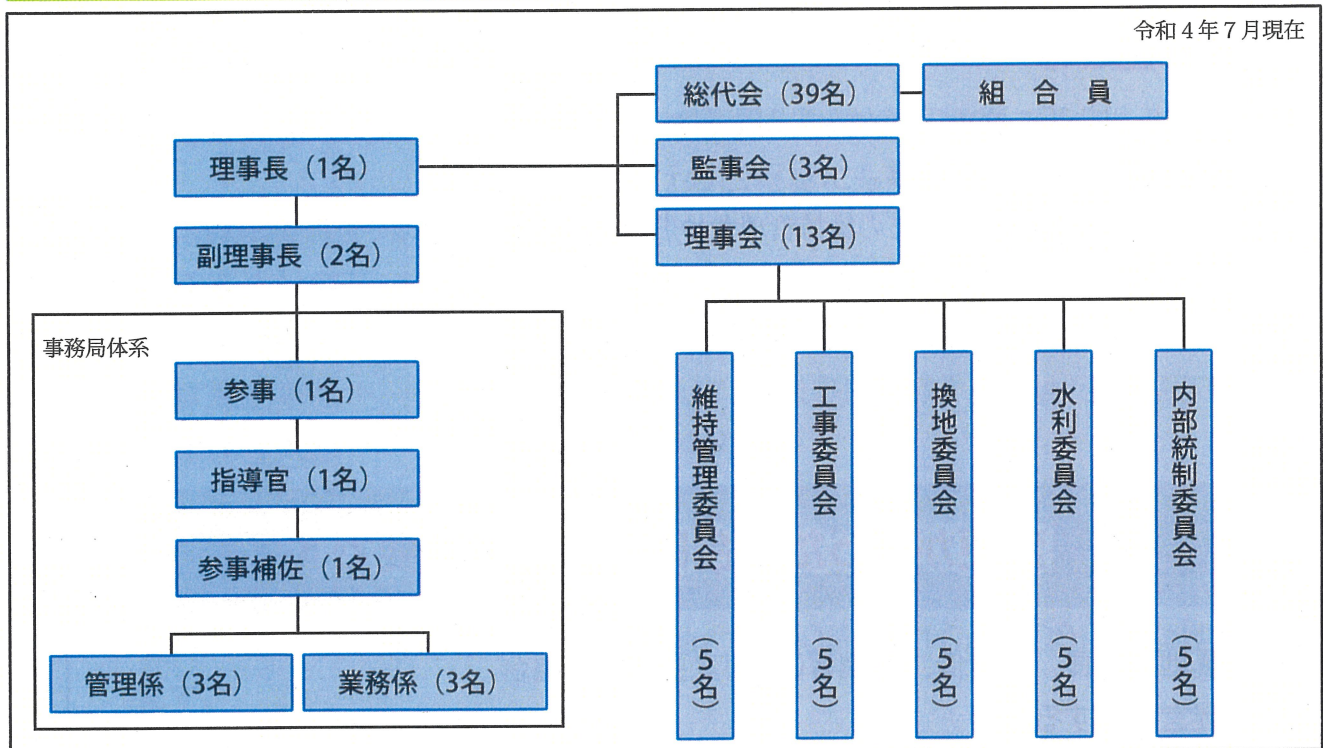 令和4年7月現在
総代会（39名）
組　合　員
理事長（1名）
監事会（3名）
理事会（13名）
副理事長（2名）
事務局体系
参事（1名）
指導官（1名）
参事補佐（1名）
管理係（3名）
業務係（3名）
維持管理委員会（5名）
工事委員会（5名）
換地委員会（5名）
水利委員会（5名）
内部統制委員会（5名）